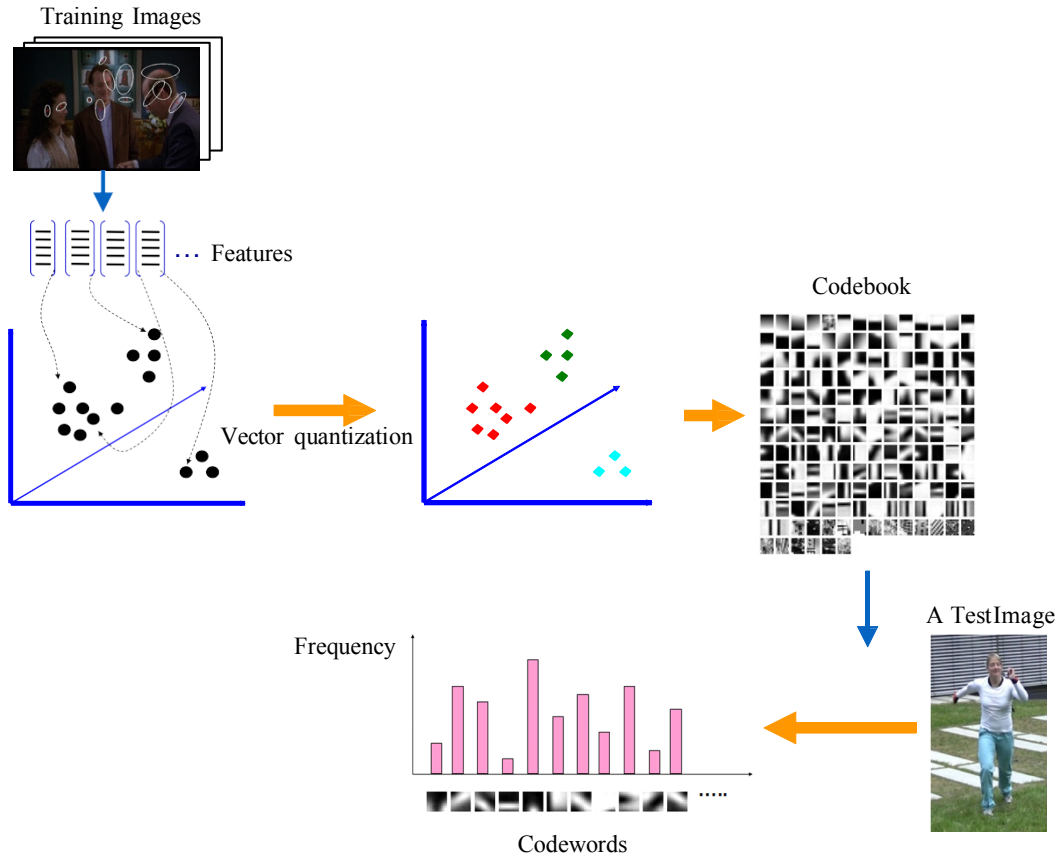 Training Images
... Features
Codebook
Vector quantization
A TestImage
Frequency
.....
Codewords